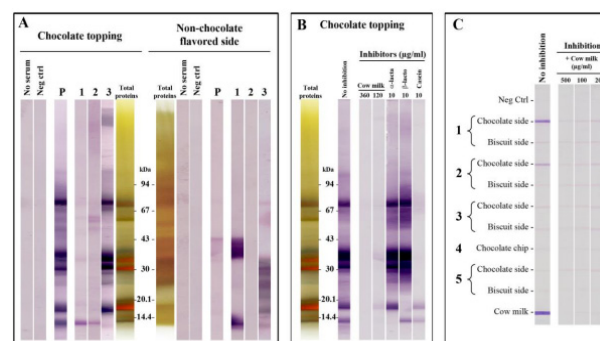 A
Chocolate topping
Non-chocolate
flavored side
No serum
Neg ctrl
P 1 2 3
Total
proteins
Total
proteins
No serum
Neg ctrl
P 1 2 3
kDa
94
67
43
30
20.1
14.4
B
Chocolate topping
Inhibitors (µg/ml)
Total
proteins
No inhibition
Cow milk
360 120
α-lacto
10
β-lacto
10
Casein
10
kDa
94
67
43
30
20.1
14.4
C
No inhibition
Inhibition
+ Cow milk
(µg/ml)
500 100 20
Neg Ctrl
1
Chocolate side
Biscuit side
2
Chocolate side
Biscuit side
3
Chocolate side
Biscuit side
4
Chocolate chip
5
Chocolate side
Biscuit side
Cow milk